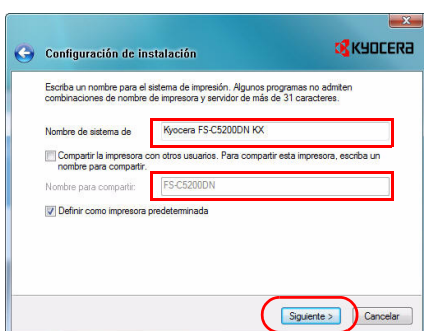 Configuración de instalación
KYOCERA
Escriba un nombre para el sistema de impresión. Algunos programas no admiten
combinaciones de nombre de impresora y servidor de más de 31 caracteres.
Nombre de sistema de
Kyocera FS-C5200DN KX
Compartir la impresora con otros usuarios. Para compartir esta impresora, escriba un
nombre para compartir.
Nombre para compartir:
FS-C5200DN
Definir como impresora predeterminada
Siguiente >
Cancelar